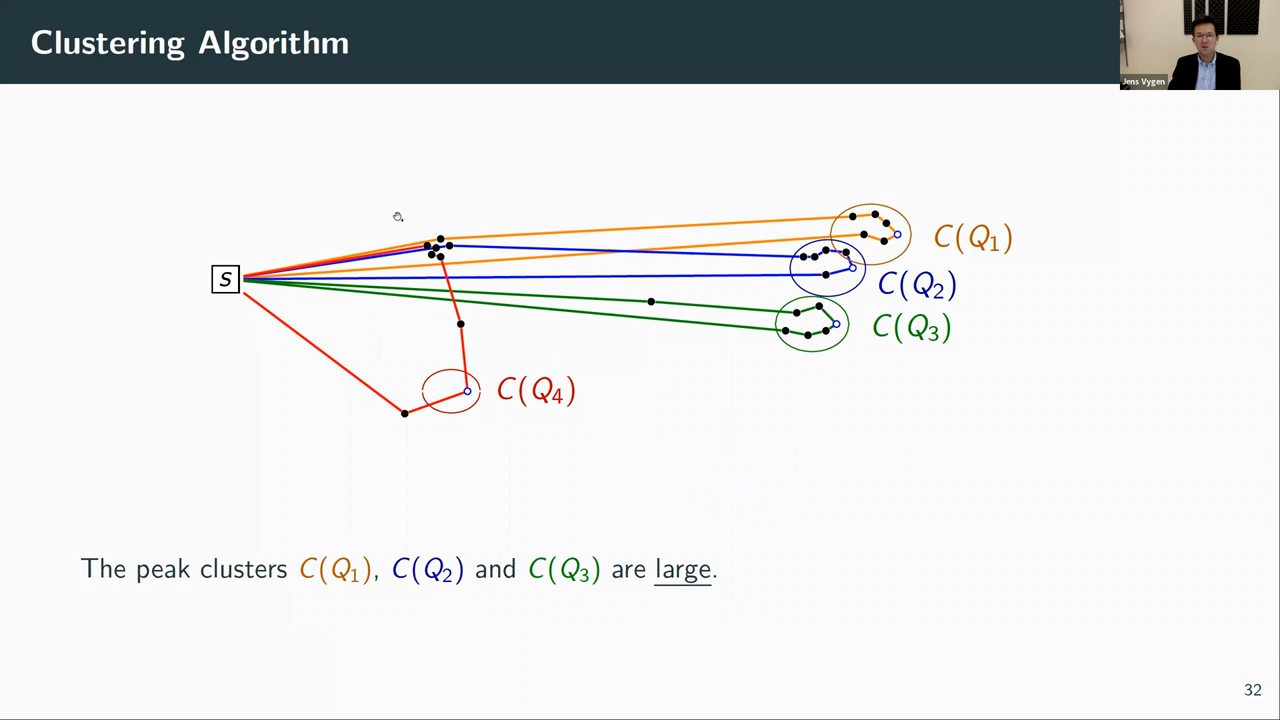 Clustering Algorithm
Jens Vygen
s
C(Q₁)
C(Q₂)
C(Q₃)
C(Q₄)
The peak clusters C(Q₁), C(Q₂) and C(Q₃) are large.
32